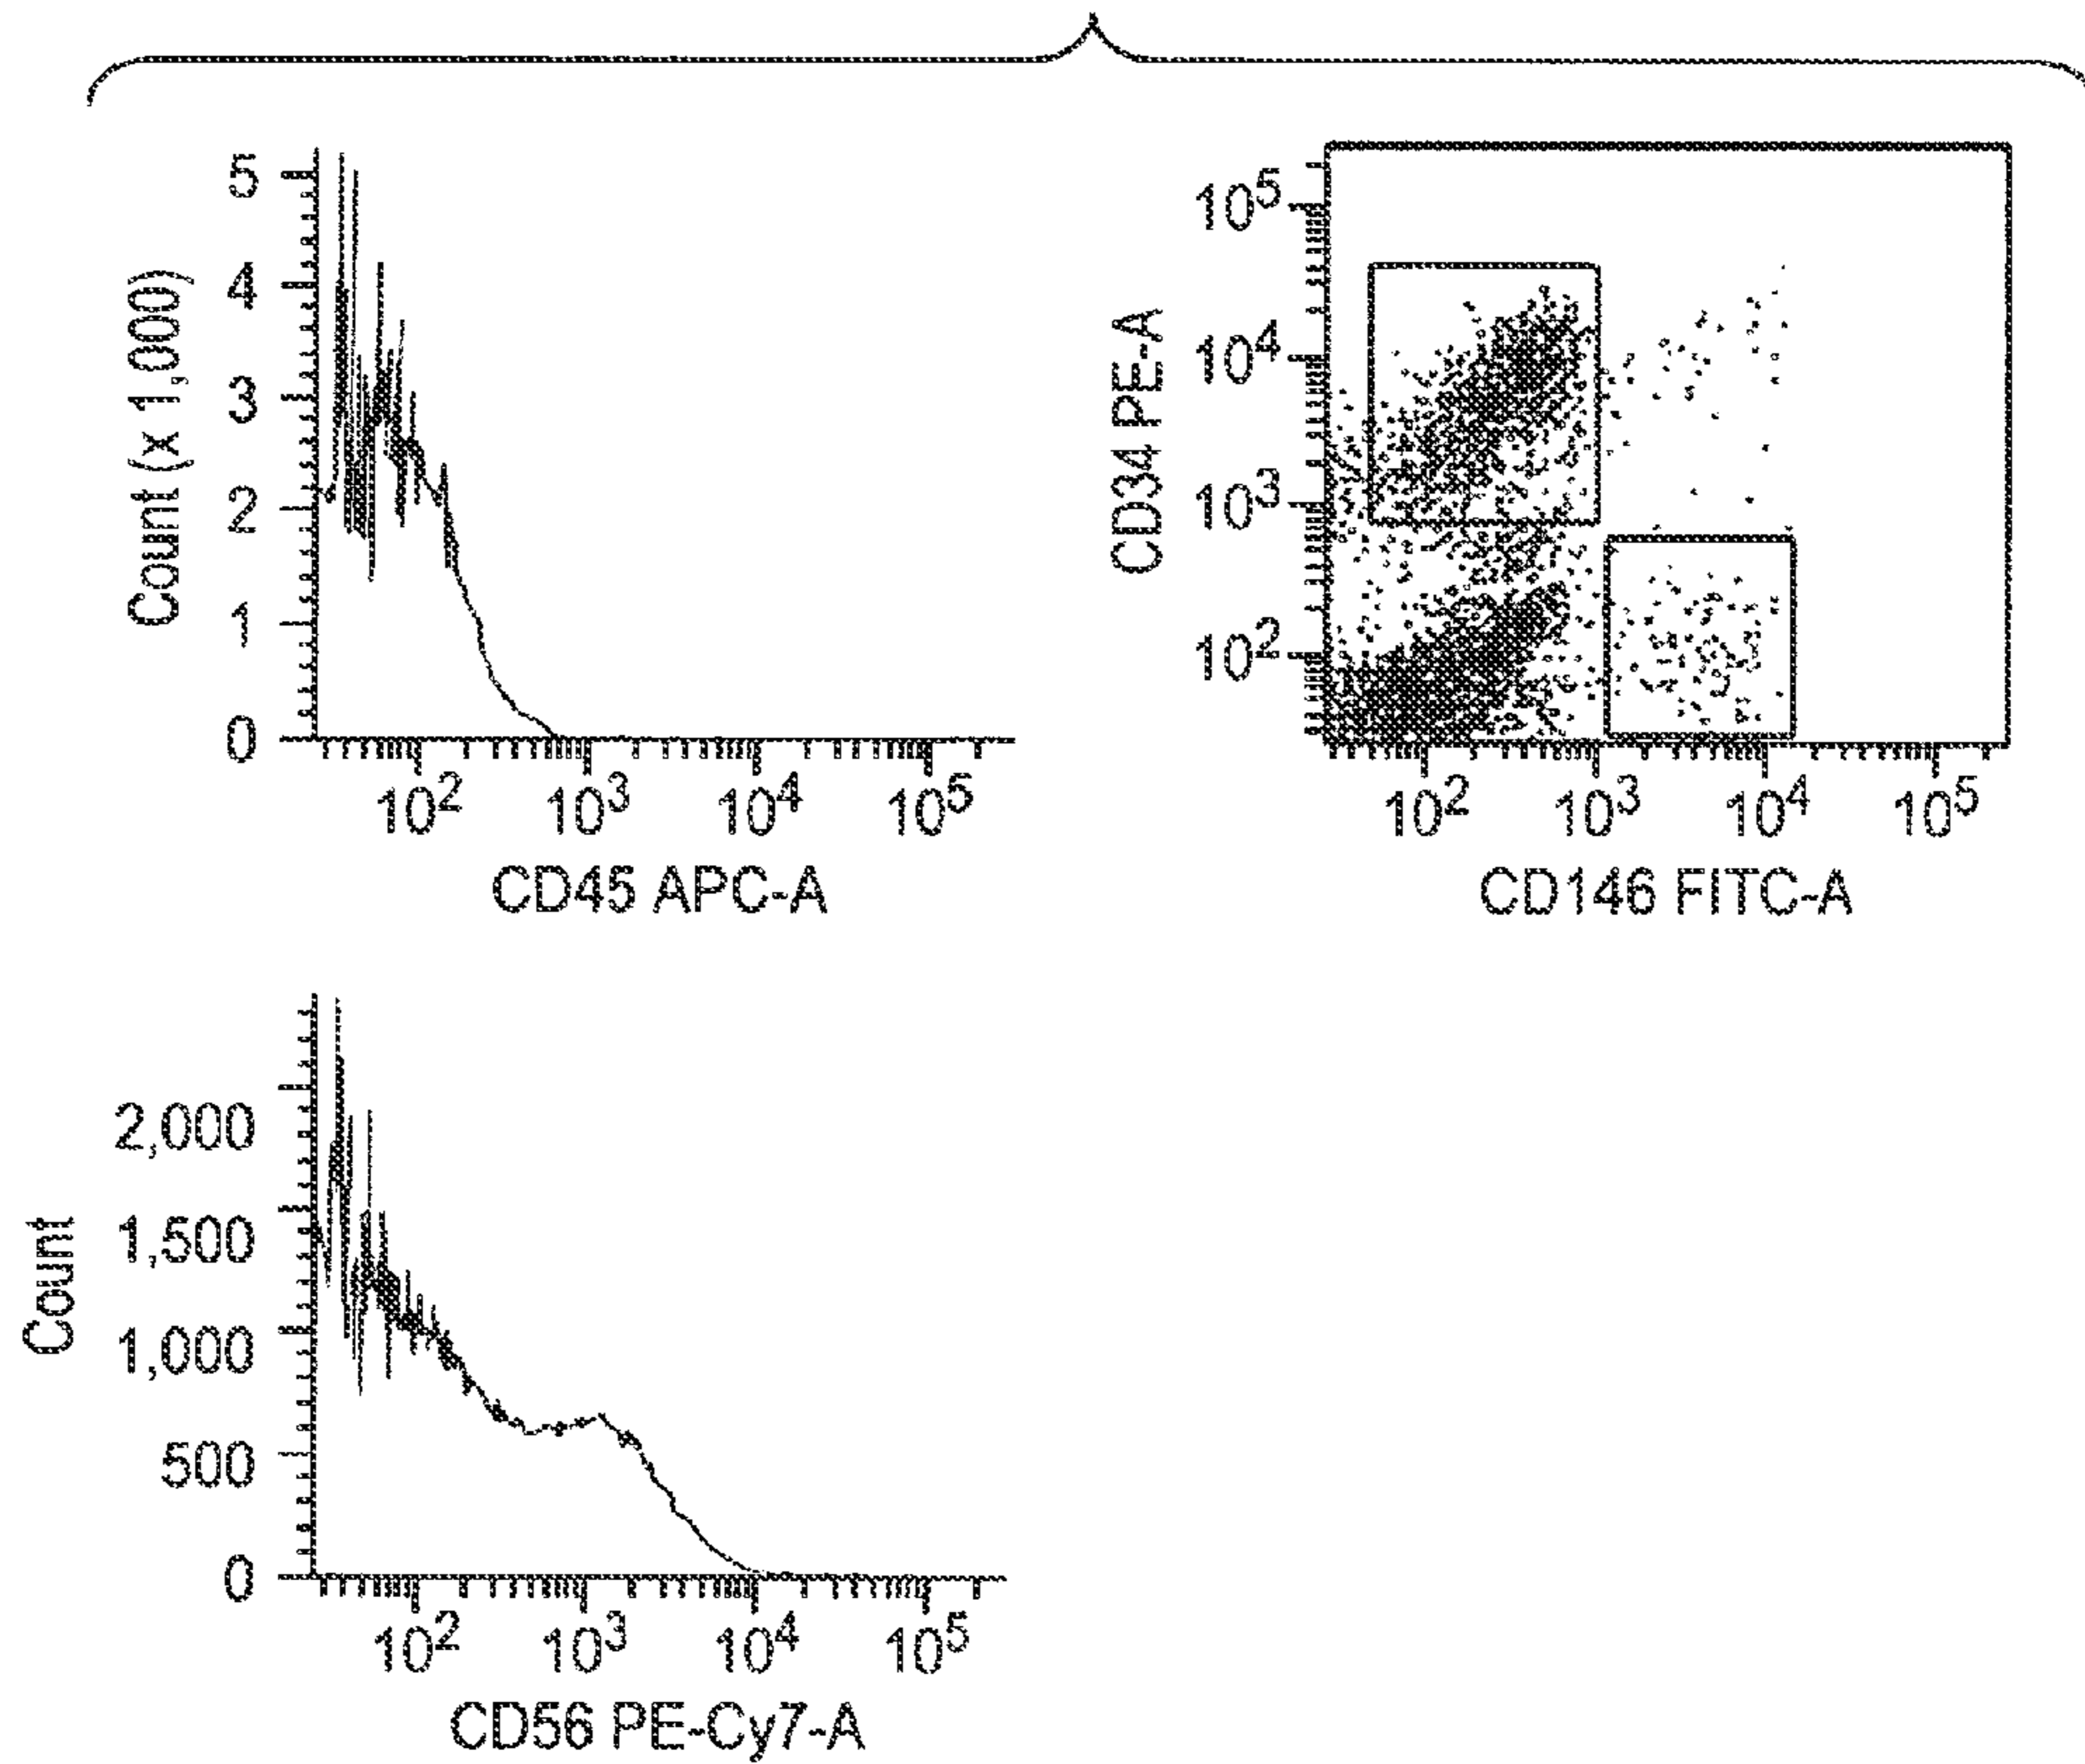 Count (x 1,000)
5
4
3
2
1
0
10² 10³ 10⁴ 10⁵
CD45 APC-A
CD34 PE-A
10⁵
10⁴
10³
10²
10² 10³ 10⁴ 10⁵
CD146 FITC-A
Count
2,000
1,500
1,000
500
0
10² 10³ 10⁴ 10⁵
CD56 PE-Cy7-A